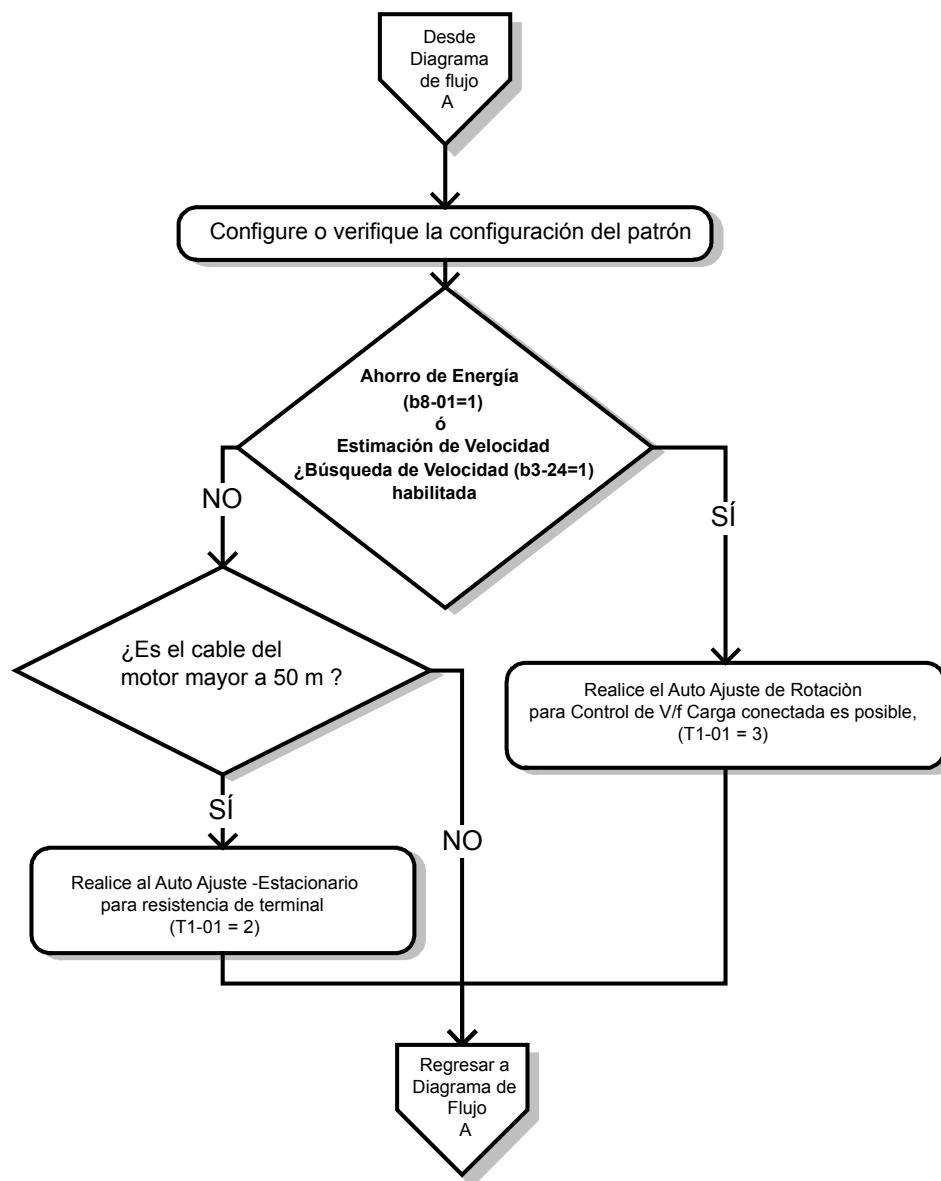 Desde
Diagrama
de flujo
A
Configure o verifique la configuración del patrón
Ahorro de Energía
(b8-01=1)
ó
Estimación de Velocidad
¿Búsqueda de Velocidad (b3-24=1)
habilitada
NO
SÍ
¿Es el cable del
motor mayor a 50 m ?
Realice el Auto Ajuste de Rotaciòn
para Control de V/f Carga conectada es posible,
(T1-01 = 3)
SÍ
NO
Realice al Auto Ajuste -Estacionario
para resistencia de terminal
(T1-01 = 2)
Regresar a
Diagrama de
Flujo
A